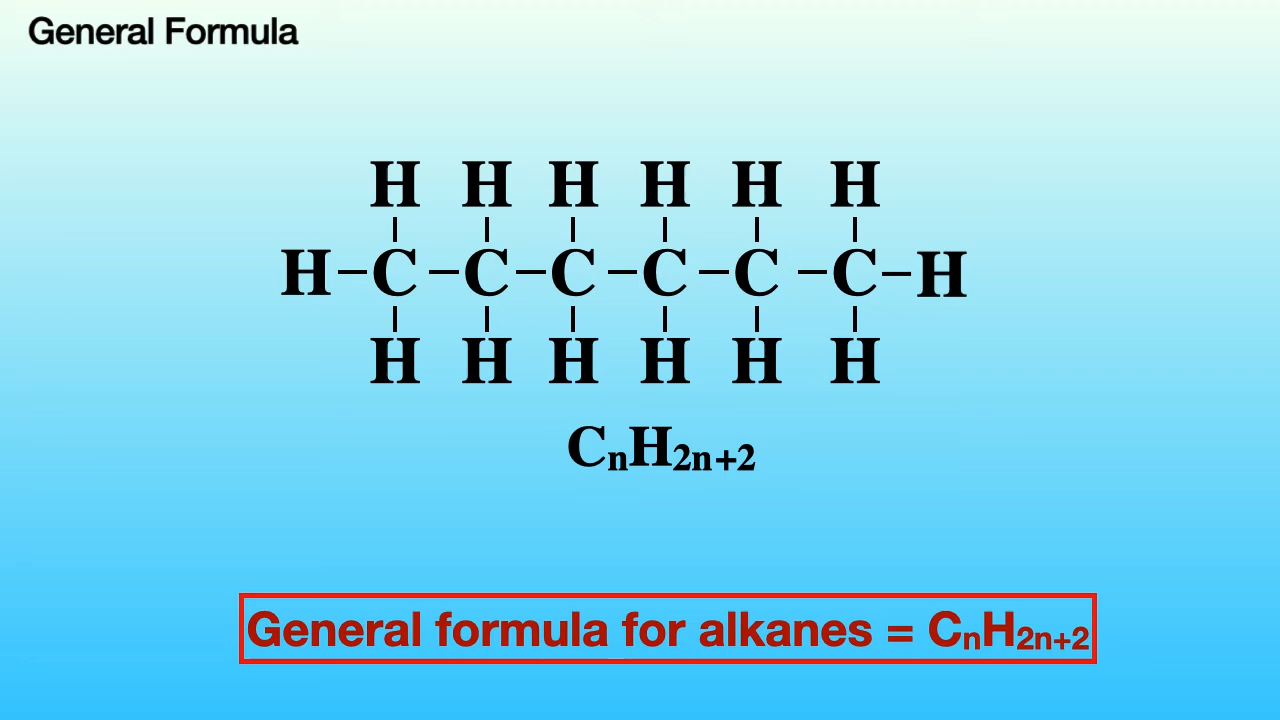 General Formula
H H H H H H
H–C–C–C–C–C–C–H
H H H H H H
CₙH₂ₙ₊₂
General formula for alkanes = CₙH₂ₙ₊₂